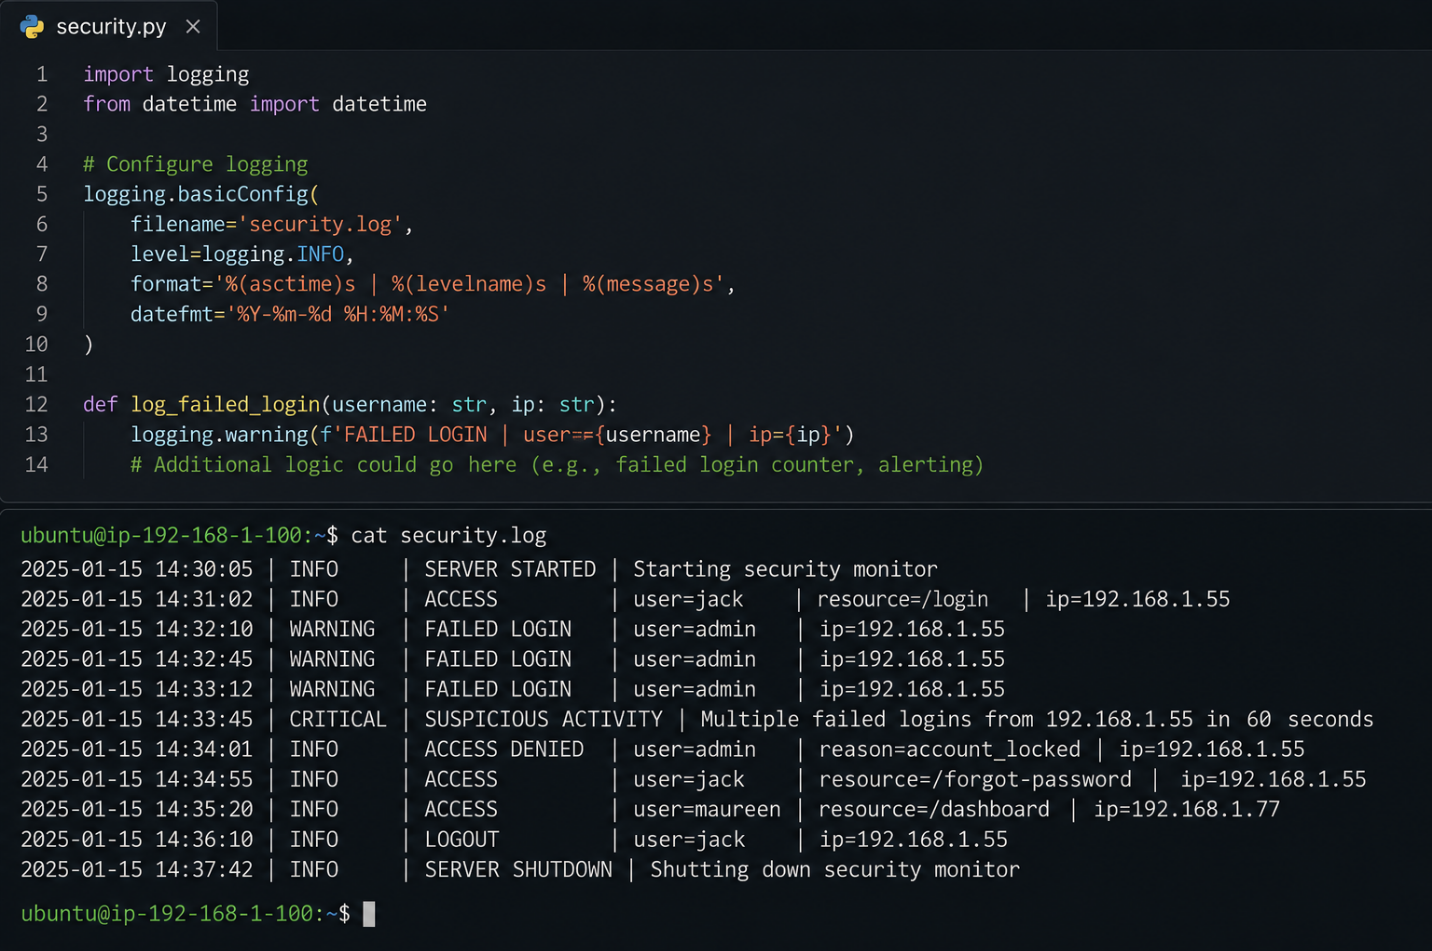 security.py ×
1 import logging
2 from datetime import datetime
3
4 # Configure logging
5 logging.basicConfig(
6     filename='security.log',
7     level=logging.INFO,
8     format='%(asctime)s | %(levelname)s | %(message)s',
9     datefmt='%Y-%m-%d %H:%M:%S'
10 )
11
12 def log_failed_login(username: str, ip: str):
13     logging.warning(f'FAILED LOGIN | user=={username} | ip={ip}')
14     # Additional logic could go here (e.g., failed login counter, alerting)
ubuntu@ip-192-168-1-100:~$ cat security.log
2025-01-15 14:30:05 | INFO     | SERVER STARTED | Starting security monitor
2025-01-15 14:31:02 | INFO     | ACCESS         | user=jack    | resource=/login   | ip=192.168.1.55
2025-01-15 14:32:10 | WARNING  | FAILED LOGIN   | user=admin   | ip=192.168.1.55
2025-01-15 14:32:45 | WARNING  | FAILED LOGIN   | user=admin   | ip=192.168.1.55
2025-01-15 14:33:12 | WARNING  | FAILED LOGIN   | user=admin   | ip=192.168.1.55
2025-01-15 14:33:45 | CRITICAL | SUSPICIOUS ACTIVITY | Multiple failed logins from 192.168.1.55 in 60 seconds
2025-01-15 14:34:01 | INFO     | ACCESS DENIED  | user=admin   | reason=account_locked | ip=192.168.1.55
2025-01-15 14:34:55 | INFO     | ACCESS         | user=jack    | resource=/forgot-password | ip=192.168.1.55
2025-01-15 14:35:20 | INFO     | ACCESS         | user=maureen | resource=/dashboard | ip=192.168.1.77
2025-01-15 14:36:10 | INFO     | LOGOUT         | user=jack    | ip=192.168.1.55
2025-01-15 14:37:42 | INFO     | SERVER SHUTDOWN | Shutting down security monitor
ubuntu@ip-192-168-1-100:~$